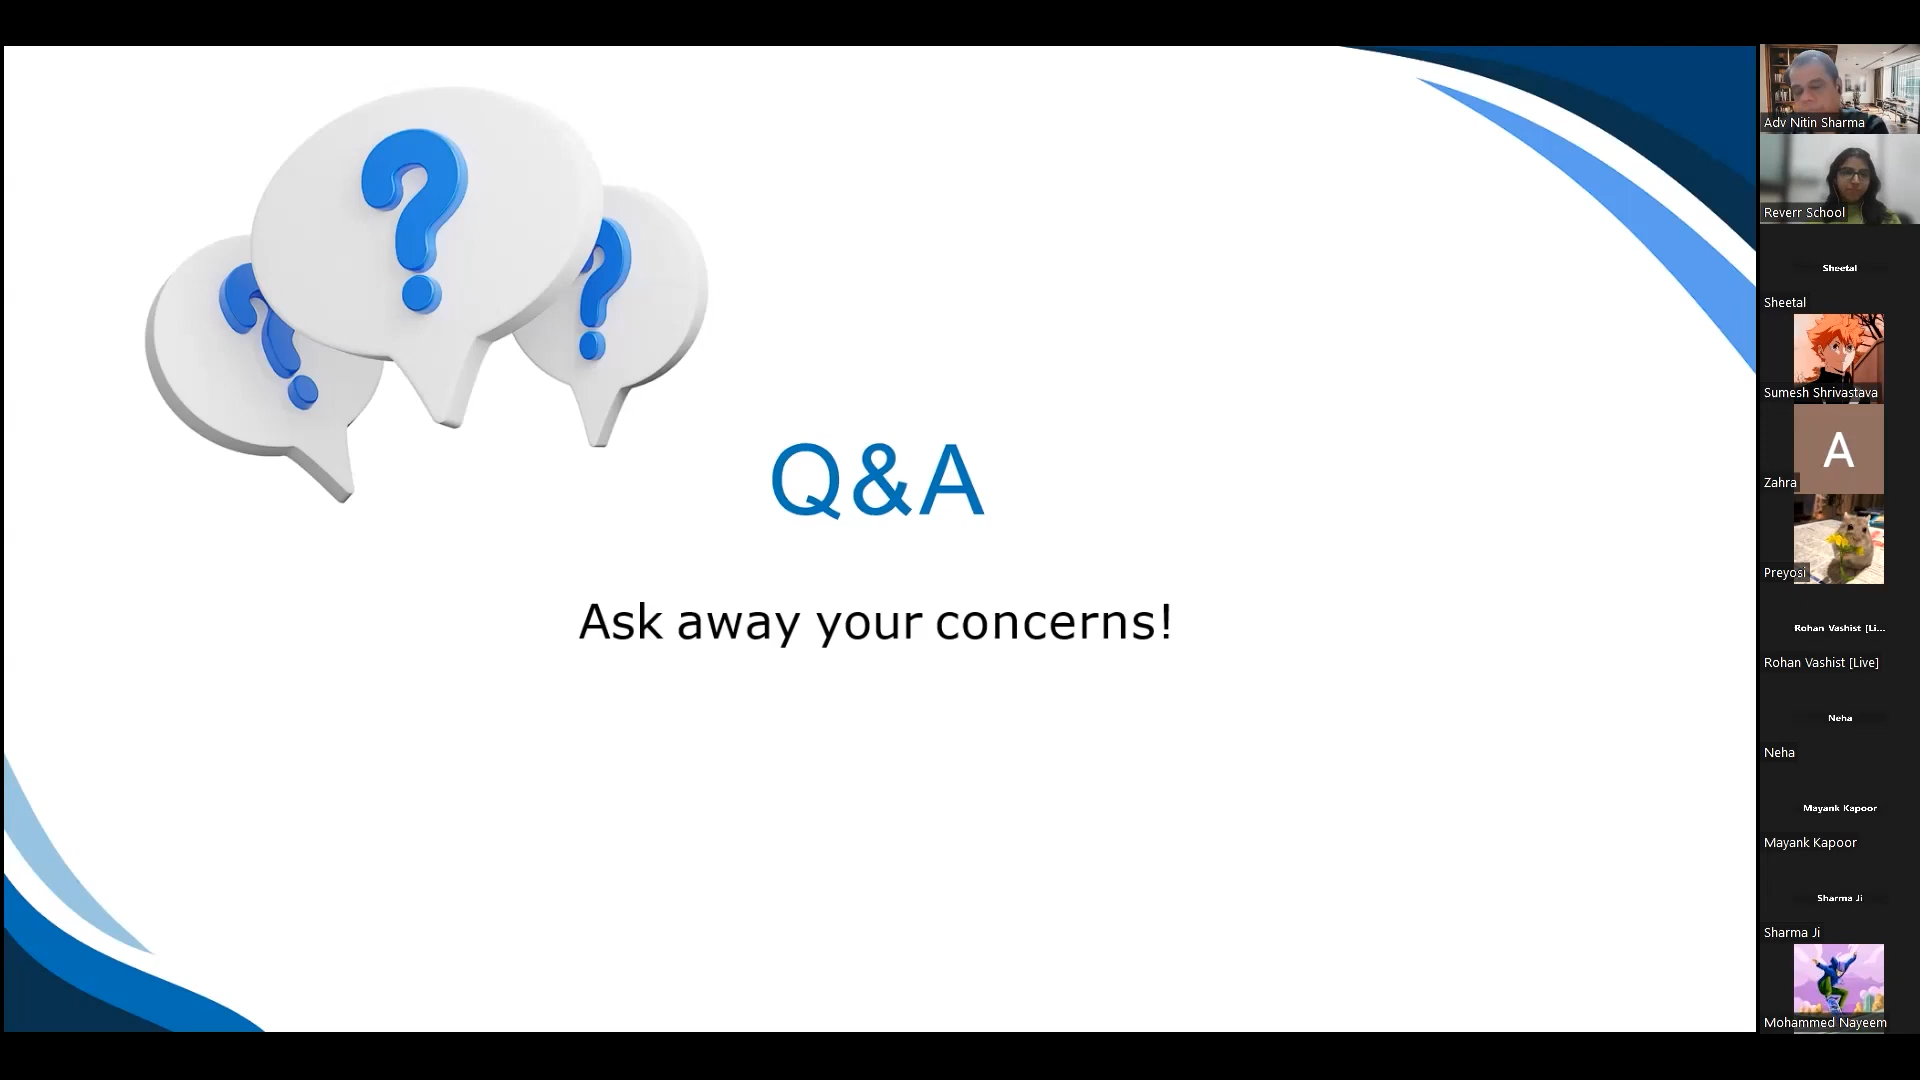 Q&A
Ask away your concerns!
Adv Nitin Sharma
Reverr School
Sheetal
Sheetal
Sumesh Shrivastava
A
Zahra
Preyosi
Rohan Vashist [Li...
Rohan Vashist [Live]
Neha
Neha
Mayank Kapoor
Mayank Kapoor
Sharma Ji
Sharma Ji
Mohammed Nayeem